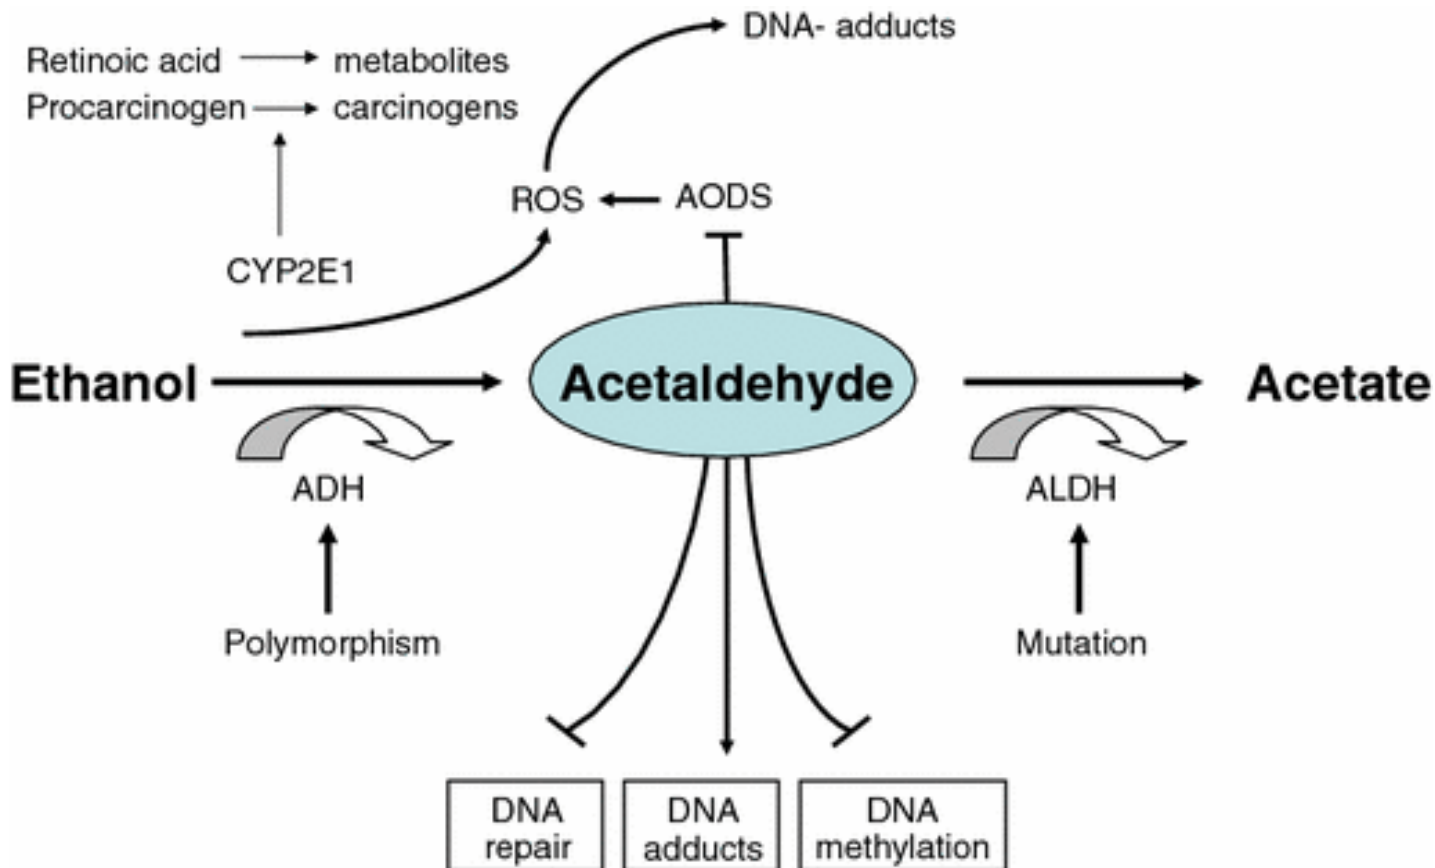 DNA- adducts
Retinoic acid metabolites
Procarcinogen carcinogens
ROS AODS
CYP2E1
Ethanol Acetaldehyde Acetate
ADH ALDH
Polymorphism Mutation
DNA repair
DNA adducts
DNA methylation